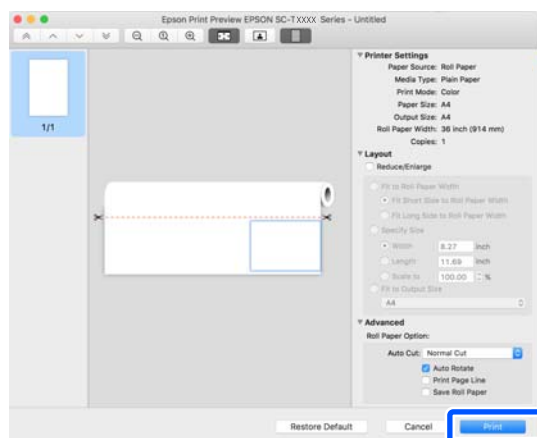 Epson Print Preview EPSON SC-TXXXX Series - Untitled
1/1
Printer Settings
Paper Source: Roll Paper
Media Type: Plain Paper
Print Mode: Color
Paper Size: A4
Output Size: A4
Roll Paper Width: 36 inch (914 mm)
Copies: 1
Layout
Reduce/Enlarge
Fit to Roll Paper Width
Fit Short Side to Roll Paper Width
Fit Long Side to Roll Paper Width
Specify Size
Width 8.27 inch
Length 11.69 inch
Scale to 100.00 %
Fit to Output Size
A4
Advanced
Roll Paper Option:
Auto Cut: Normal Cut
Auto Rotate
Print Page Line
Save Roll Paper
Restore Default Cancel Print